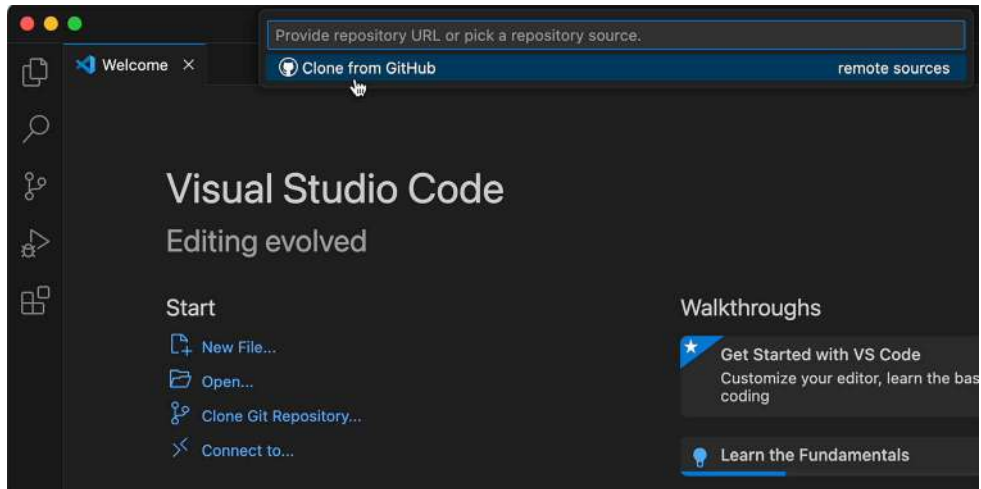 Provide repository URL or pick a repository source.
Welcome
Clone from GitHub remote sources
Visual Studio Code
Editing evolved
Start
New File...
Open...
Clone Git Repository...
Connect to...
Walkthroughs
Get Started with VS Code
Customize your editor, learn the bas
coding
Learn the Fundamentals